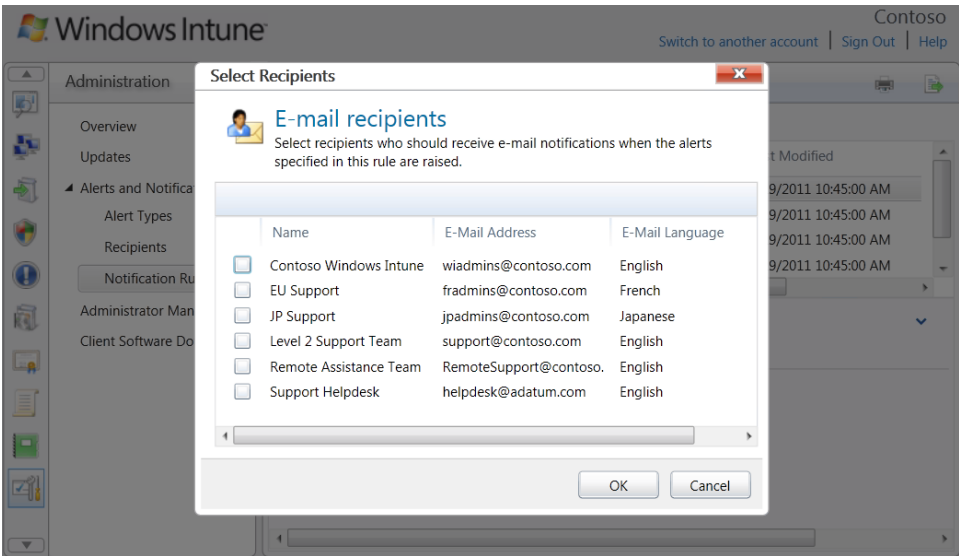 Windows Intune
Contoso
Switch to another account | Sign Out | Help
Administration
Overview
Updates
Alerts and Notifica
Alert Types
Recipients
Notification Ru
Administrator Man
Client Software Do
Select Recipients
E-mail recipients
Select recipients who should receive e-mail notifications when the alerts
specified in this rule are raised.
Name E-Mail Address E-Mail Language
Contoso Windows Intune wiadmins@contoso.com English
EU Support fradmins@contoso.com French
JP Support jpadmins@contoso.com Japanese
Level 2 Support Team support@contoso.com English
Remote Assistance Team RemoteSupport@contoso. English
Support Helpdesk helpdesk@adatum.com English
OK Cancel
t Modified
9/2011 10:45:00 AM
9/2011 10:45:00 AM
9/2011 10:45:00 AM
9/2011 10:45:00 AM